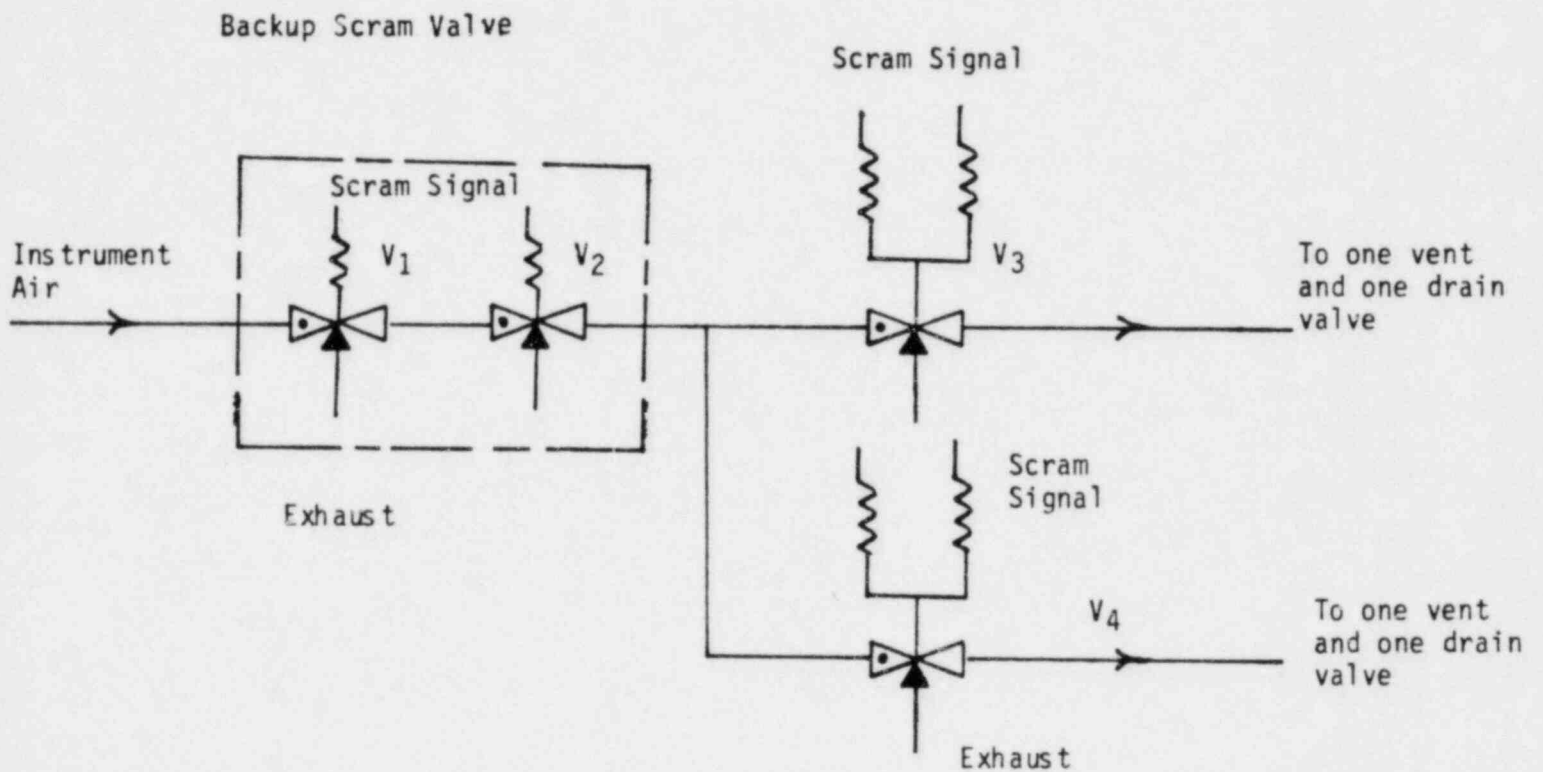 Backup Scram Valve
Scram Signal
Scram Signal
V1
V2
V3
Instrument
Air
To one vent
and one drain
valve
Exhaust
Scram
Signal
V4
To one vent
and one drain
valve
Exhaust